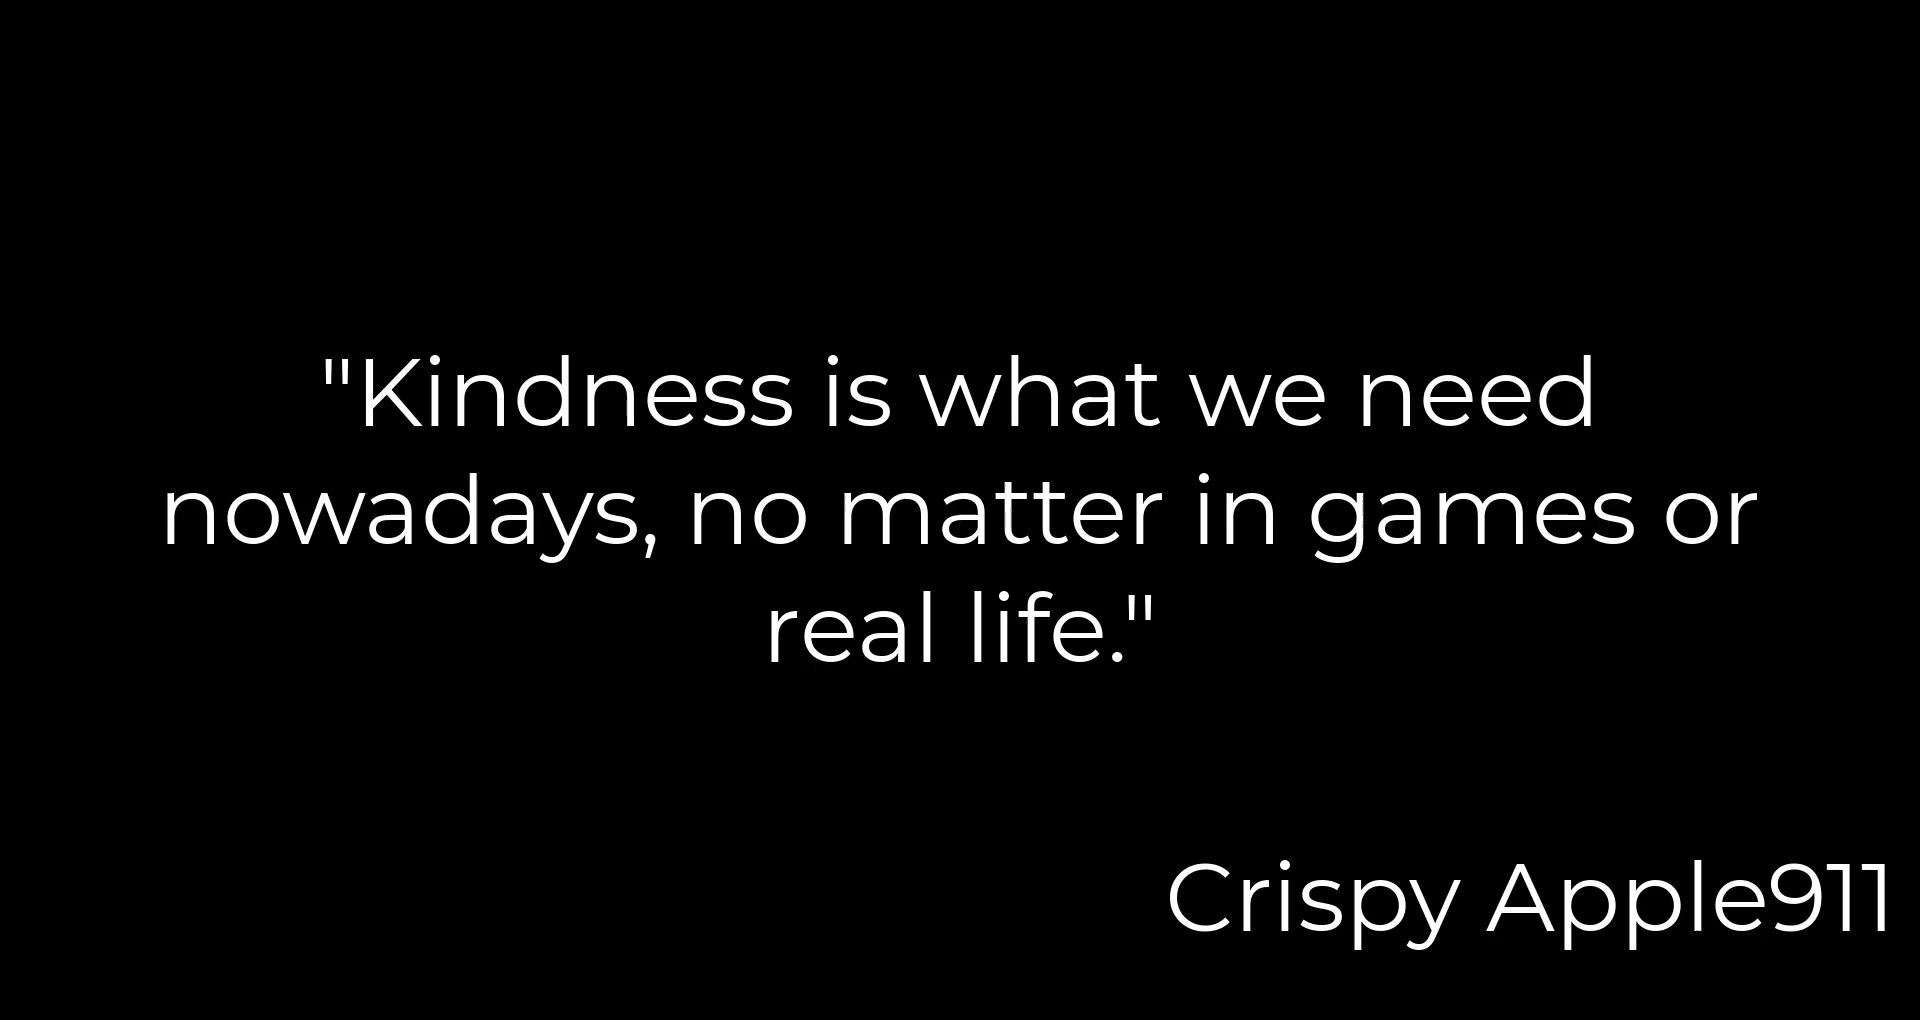 "Kindness is what we need
nowadays, no matter in games or
real life."
Crispy Apple911